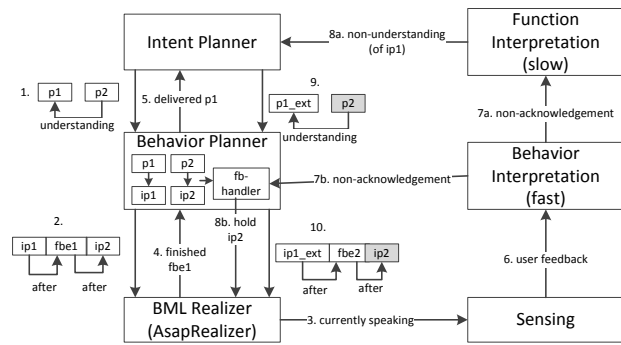 Intent Planner
8a. non-understanding
(of ip1)
Function
Interpretation
(slow)
1.
p1
p2
understanding
5. delivered p1
9.
p1_ext
p2
understanding
7a. non-acknowledgement
Behavior Planner
p1
p2
ip1
ip2
fb-
handler
7b. non-acknowledgement
Behavior
Interpretation
(fast)
2.
ip1
fbe1
ip2
after
after
4. finished
fbe1
8b. hold
ip2
10.
ip1_ext
fbe2
ip2
after
after
6. user feedback
BML Realizer
(AsapRealizer)
3. currently speaking
Sensing